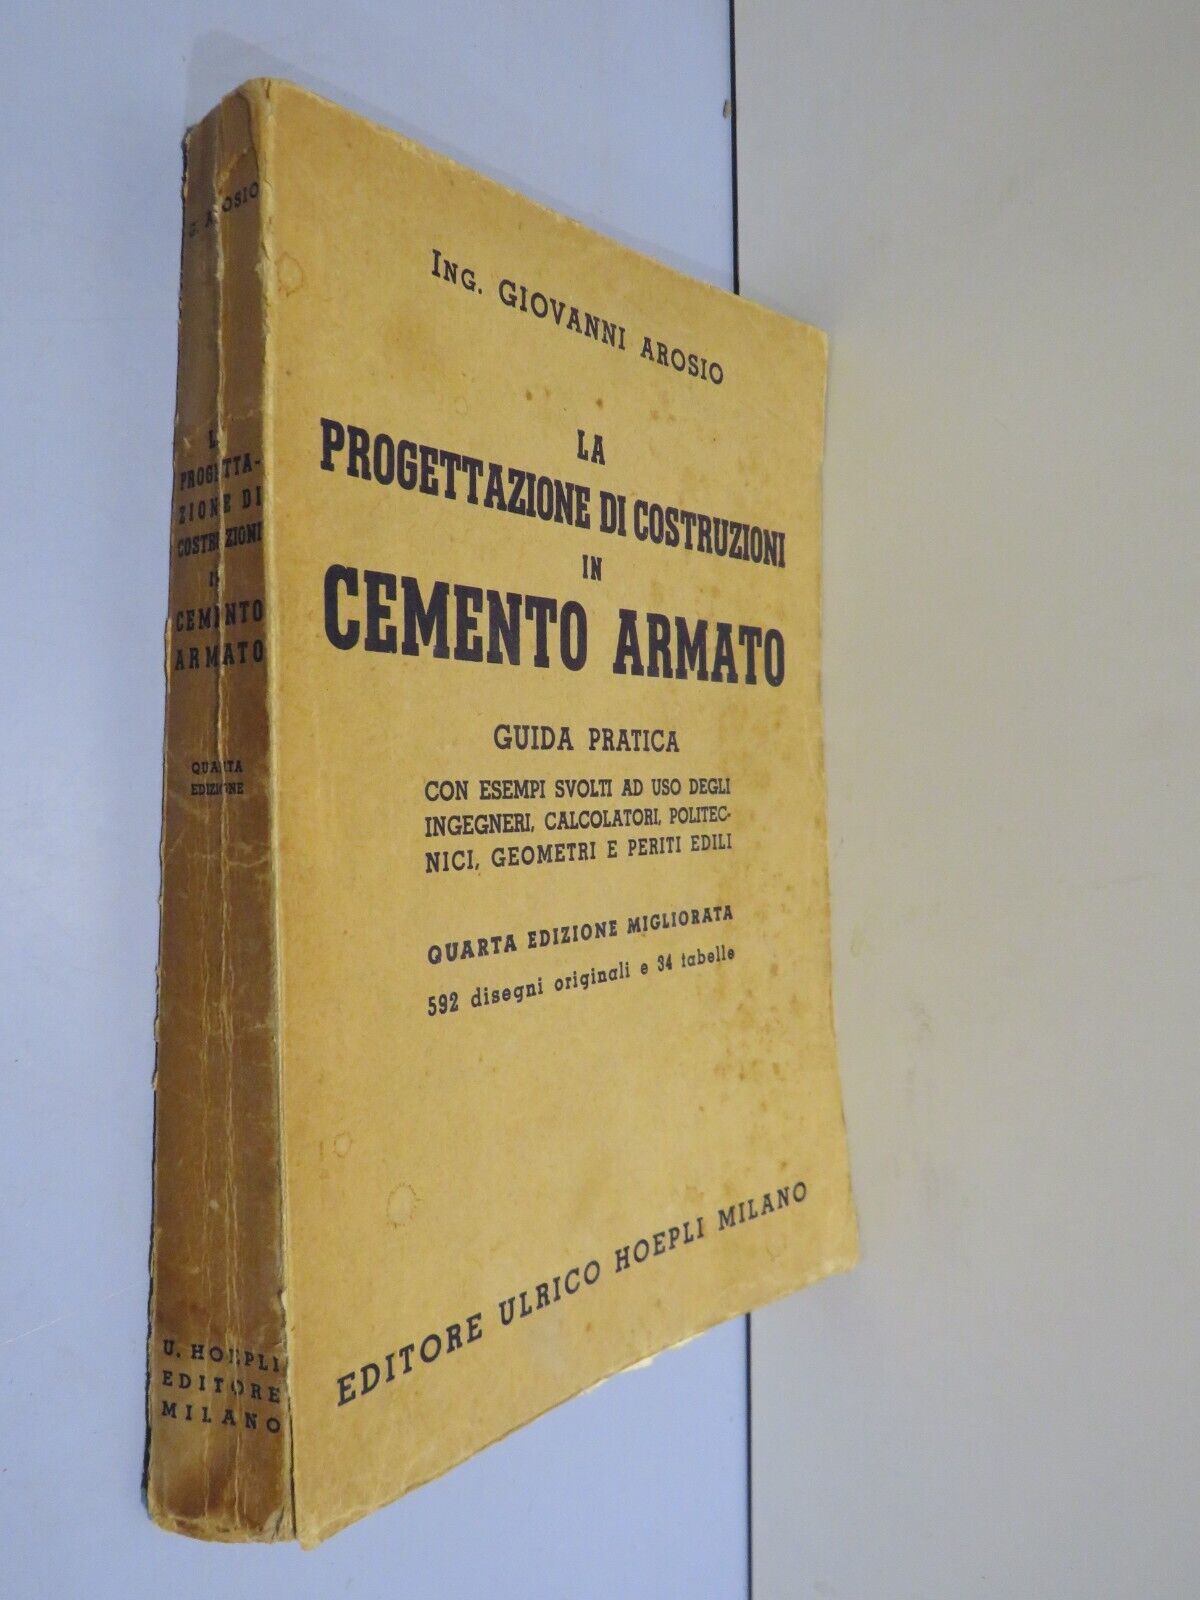 G. AROSIO
LA
PROGETTA-
ZIONE DI
COSTRUZIONI
IN
CEMENTO
ARMATO
QUARTA
EDIZIONE
U. HOEPLI
EDITORE
MILANO
ING. GIOVANNI AROSIO
LA
PROGETTAZIONE DI COSTRUZIONI
IN
CEMENTO ARMATO
GUIDA PRATICA
CON ESEMPI SVOLTI AD USO DEGLI
INGEGNERI, CALCOLATORI, POLITEC-
NICI, GEOMETRI E PERITI EDILI
QUARTA EDIZIONE MIGLIORATA
592 disegni originali e 34 tabelle
EDITORE ULRICO HOEPLI MILANO